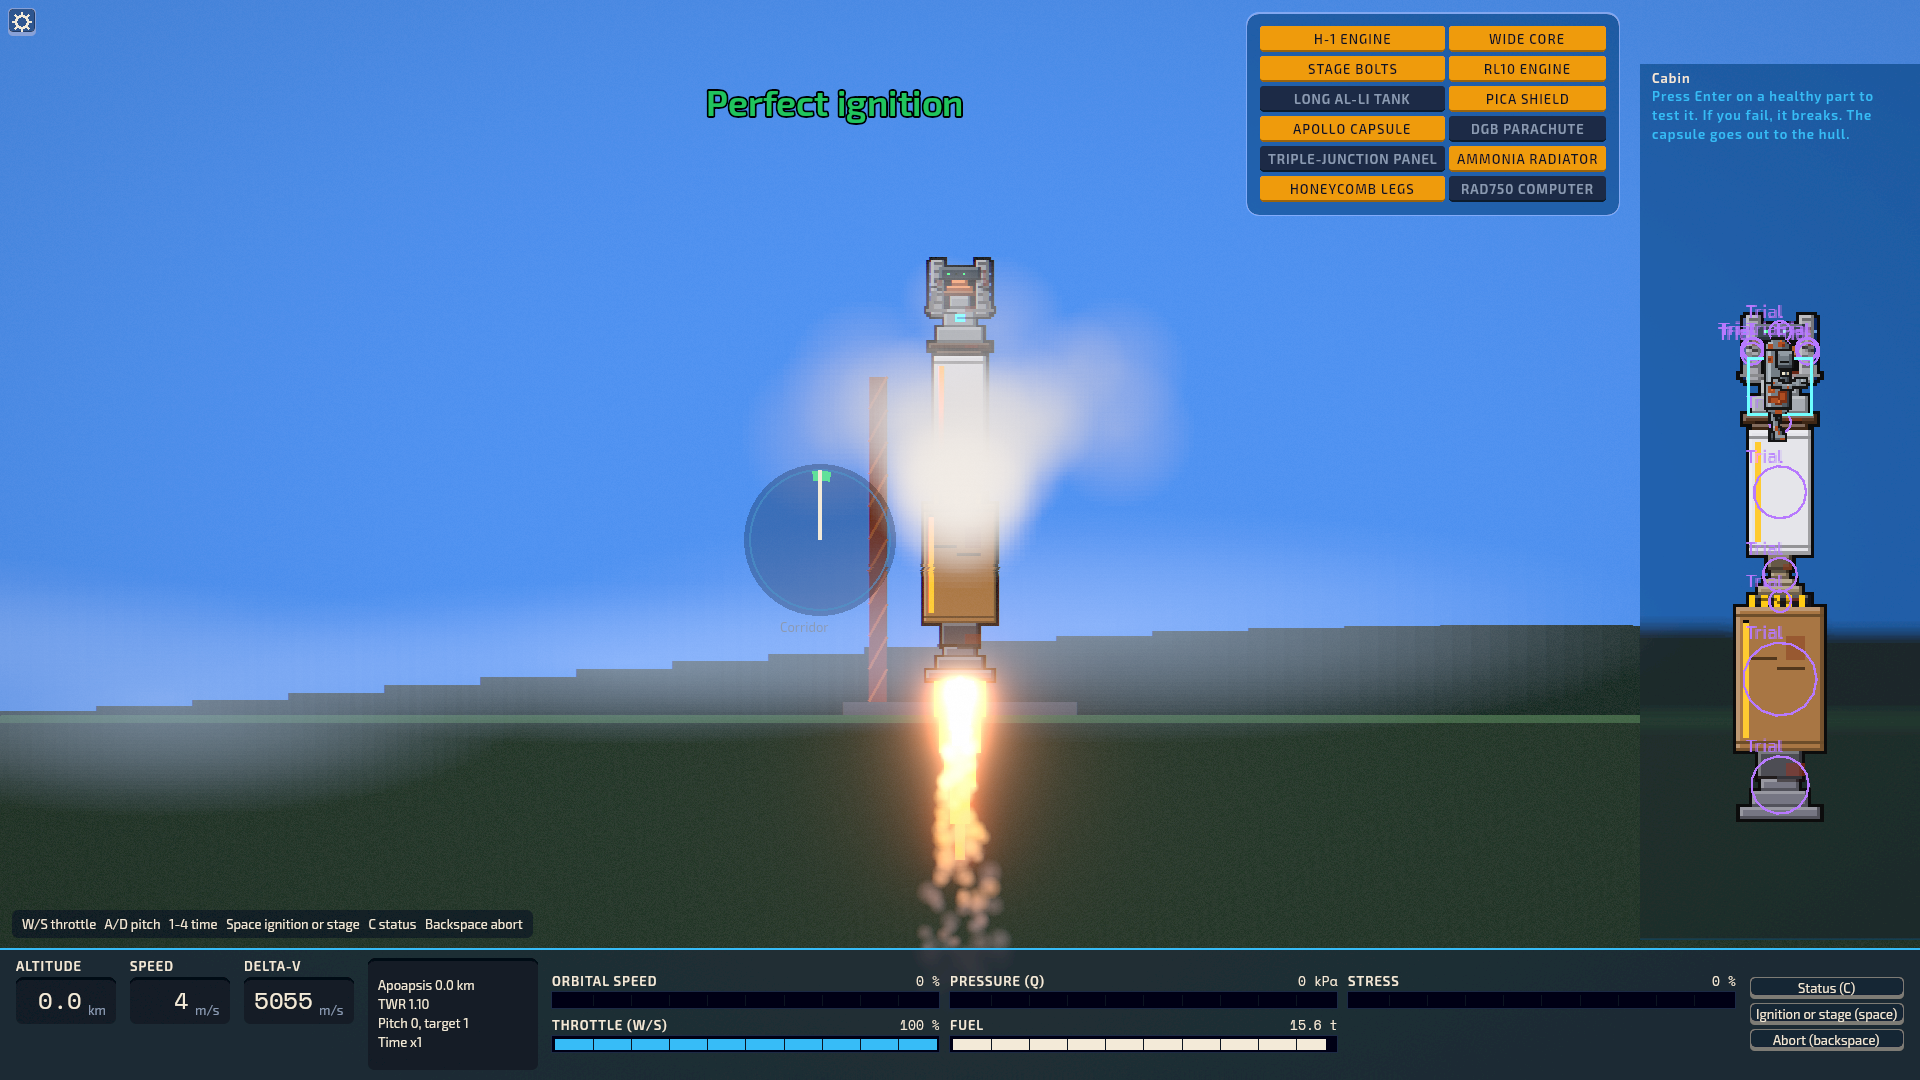 Perfect ignition
H-1 ENGINE
WIDE CORE
STAGE BOLTS
RL10 ENGINE
LONG AL-LI TANK
PICA SHIELD
APOLLO CAPSULE
DGB PARACHUTE
TRIPLE-JUNCTION PANEL
AMMONIA RADIATOR
HONEYCOMB LEGS
RAD750 COMPUTER
Cabin
Press Enter on a healthy part to
test it. If you fail, it breaks. The
capsule goes out to the hull.
Trial
Trial
Trial
Trial
Trial
Trial
Corridor
W/S throttle A/D pitch 1-4 time Space ignition or stage C status Backspace abort
ALTITUDE
0.0 km
SPEED
4 m/s
DELTA-V
5055 m/s
Apoapsis 0.0 km
TWR 1.10
Pitch 0, target 1
Time x1
ORBITAL SPEED 0 %
PRESSURE (Q) 0 kPa
STRESS 0 %
THROTTLE (W/S) 100 %
FUEL 15.6 t
Status (C)
Ignition or stage (space)
Abort (backspace)